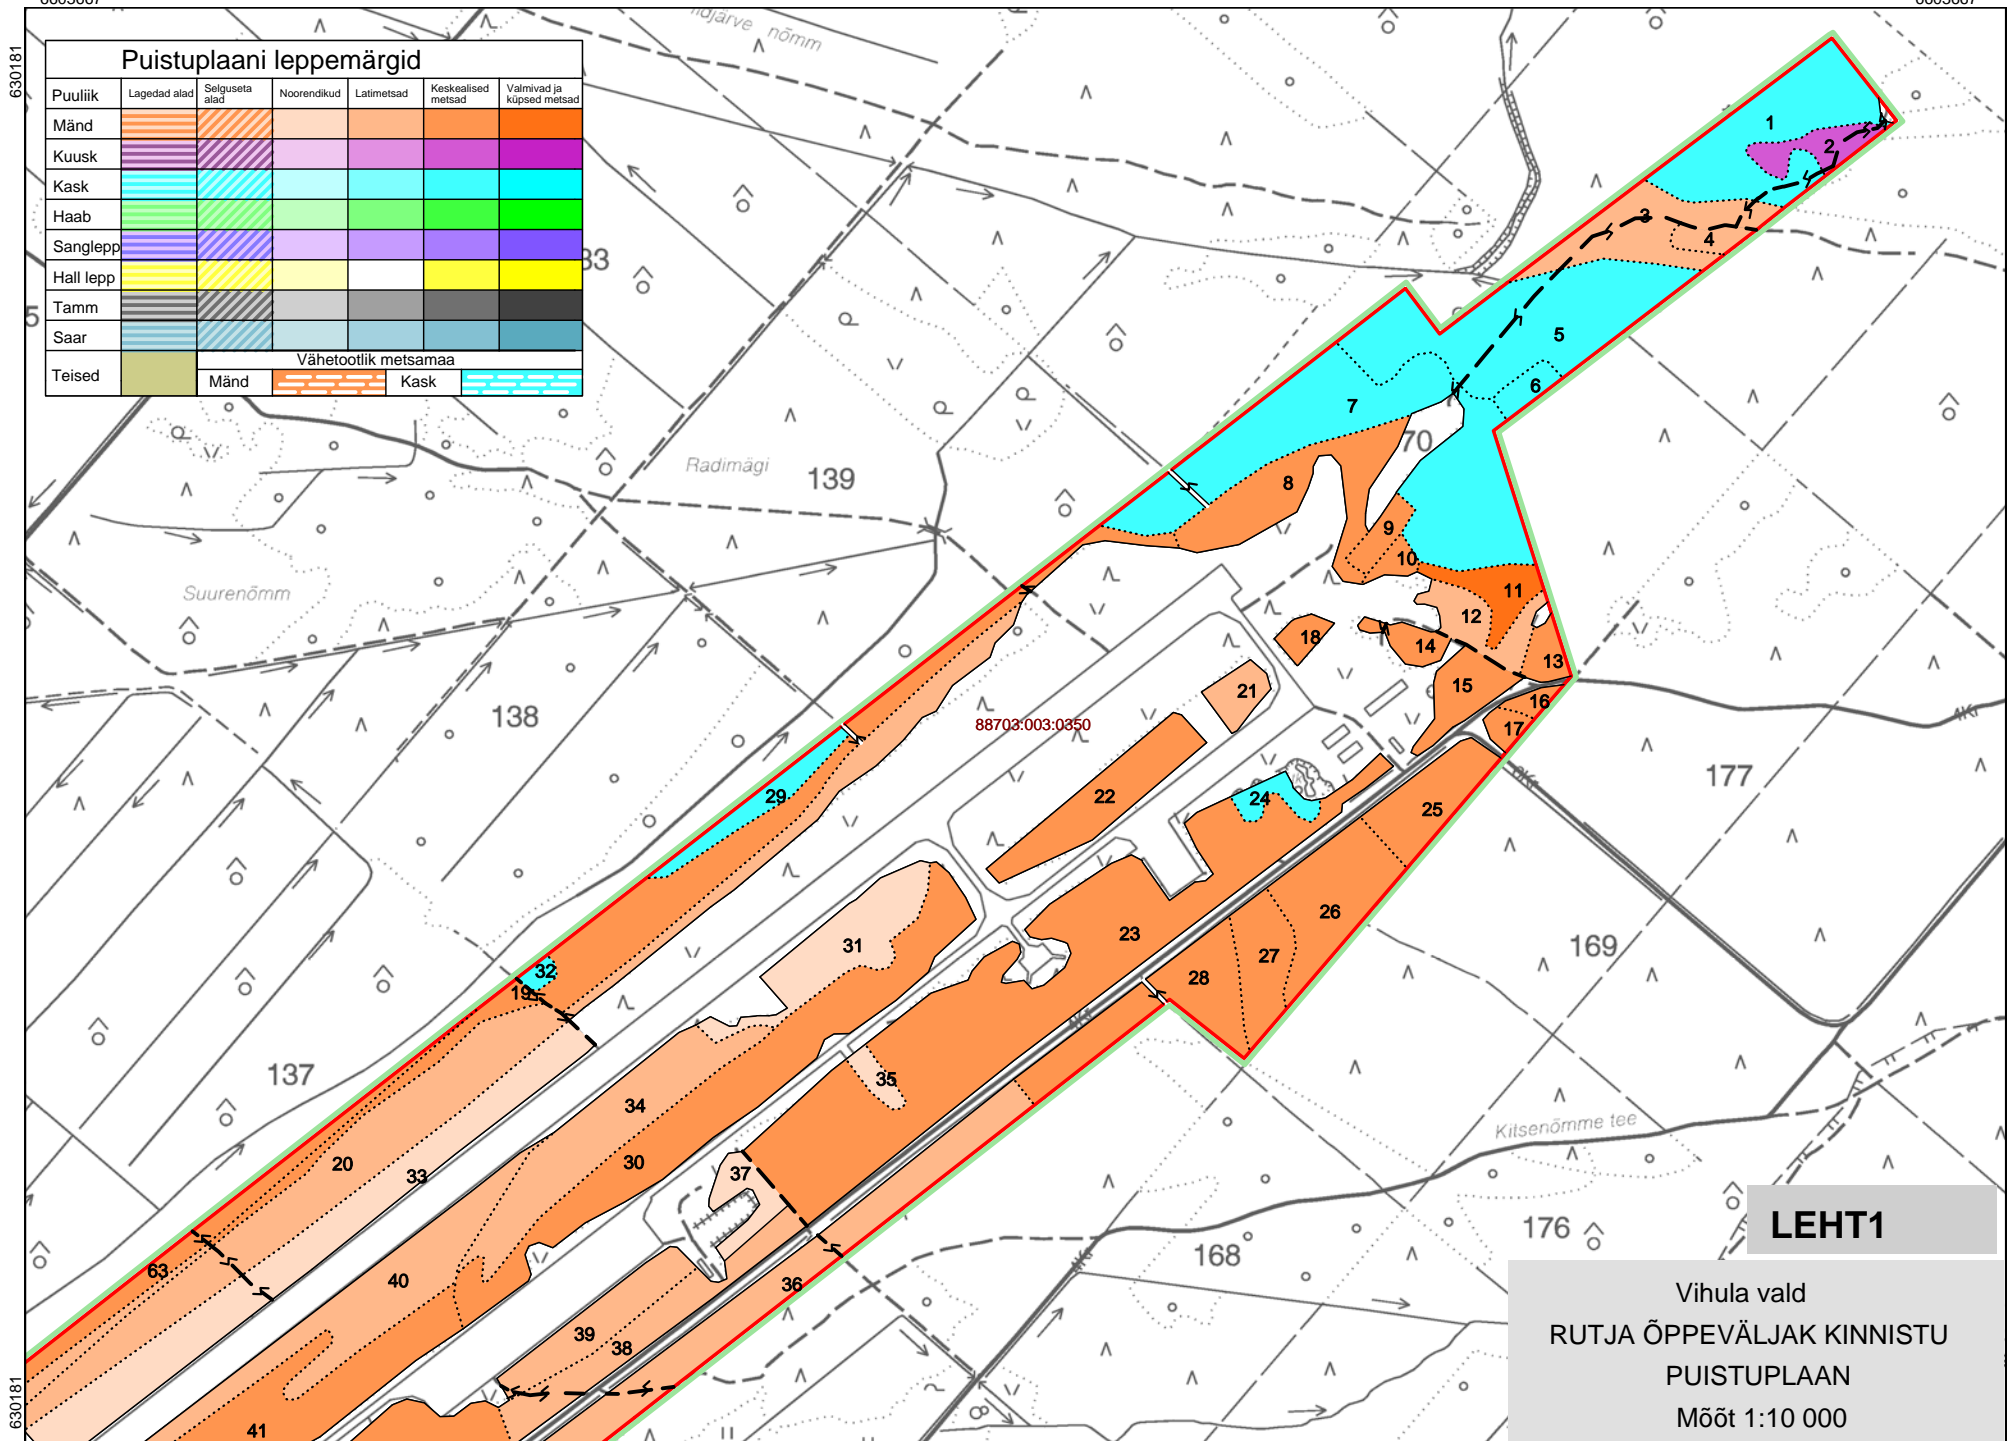 630181
Puistuplaani leppemärgid
Puuliik Lagedad alad Selguseta alad Noorendikud Latimetsad Keskealised metsad Valmivad ja küpsed metsad
Mänd
Kuusk
Kask
Haab
Sanglepp
Hall lepp
Tamm
Saar
Teised Vähetootlik metsamaa
Mänd Kask
nõmm
1
2
3
4
5
6
7
70
8
9
10
11
12
13
14
15
16
17
18
Radimägi
139
Suurenõmm
138
88703:003:0350
21
22
24
25
177
29
31
23
26
27
28
169
32
19
137
34
35
30
20
33
37
Kitsenõmme tee
176
168
63
40
36
39
38
41
LEHT1
Vihula vald
RUTJA ÕPPEVÄLJAK KINNISTU
PUISTUPLAAN
Mõõt 1:10 000
630181